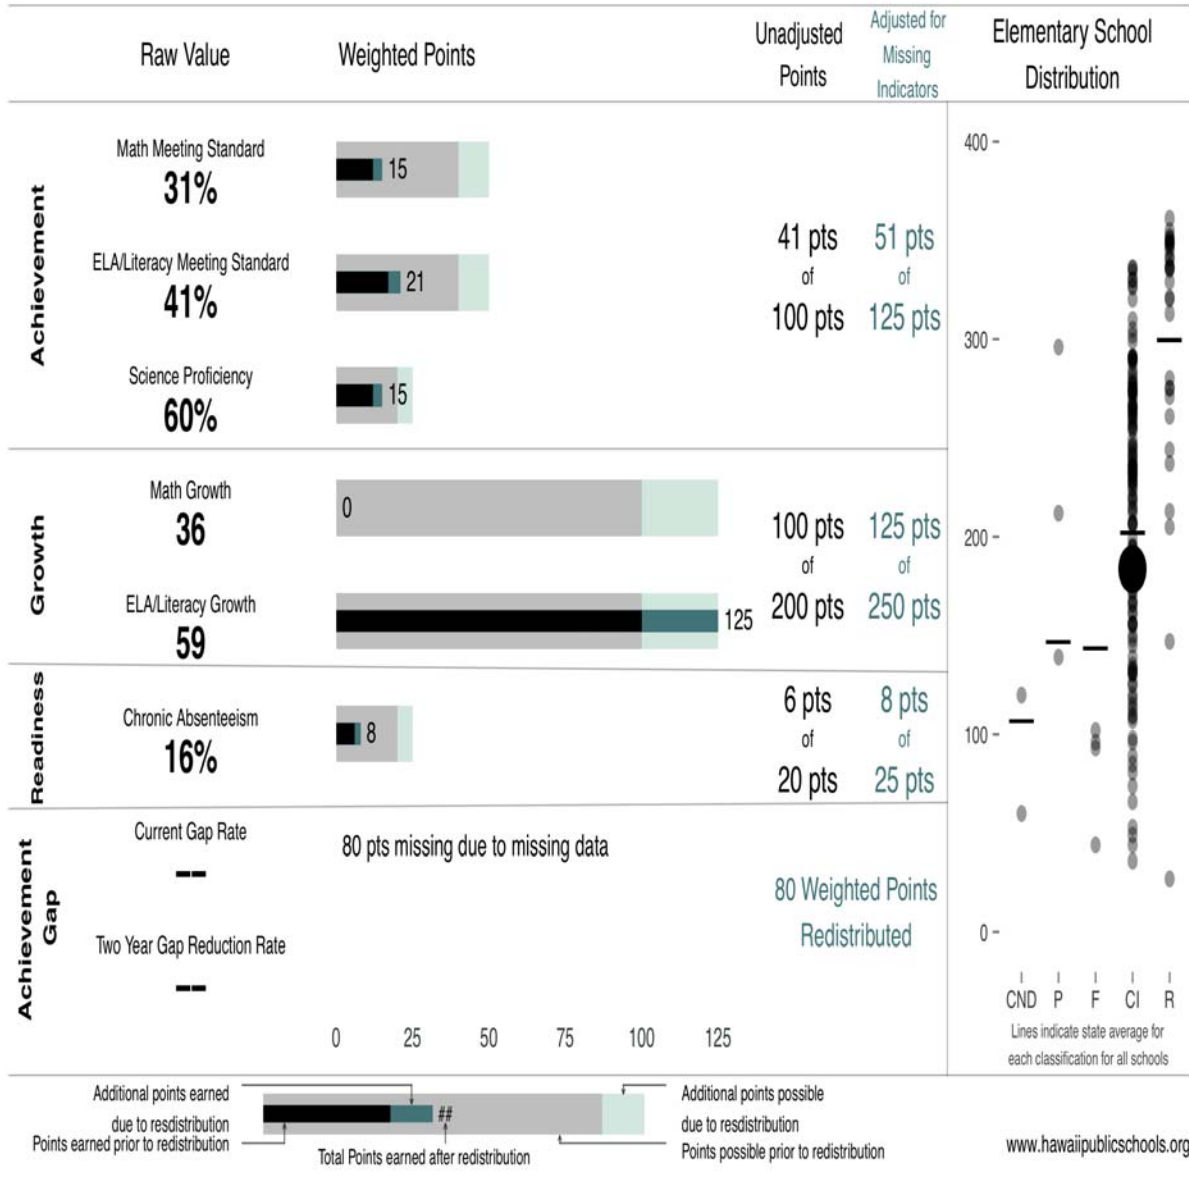 Raw Value
Weighted Points
Unadjusted
Points
Adjusted for
Missing
Indicators
Elementary School
Distribution
Achievement
Math Meeting Standard
31%
15
ELA/Literacy Meeting Standard
41%
21
Science Proficiency
60%
15
41 pts
of
100 pts
51 pts
of
125 pts
Growth
Math Growth
36
0
ELA/Literacy Growth
59
125
100 pts
of
200 pts
125 pts
of
250 pts
Readiness
Chronic Absenteeism
16%
8
6 pts
of
20 pts
8 pts
of
25 pts
Achievement
Gap
Current Gap Rate
--
80 pts missing due to missing data
Two Year Gap Reduction Rate
--
80 Weighted Points
Redistributed
0 25 50 75 100 125
400
300
200
100
0
CND P F CI R
Lines indicate state average for
each classification for all schools
Additional points earned
due to resdistribution
Points earned prior to redistribution
##
Total Points earned after redistribution
Additional points possible
due to resdistribution
Points possible prior to redistribution
www.hawaiipublicschools.org